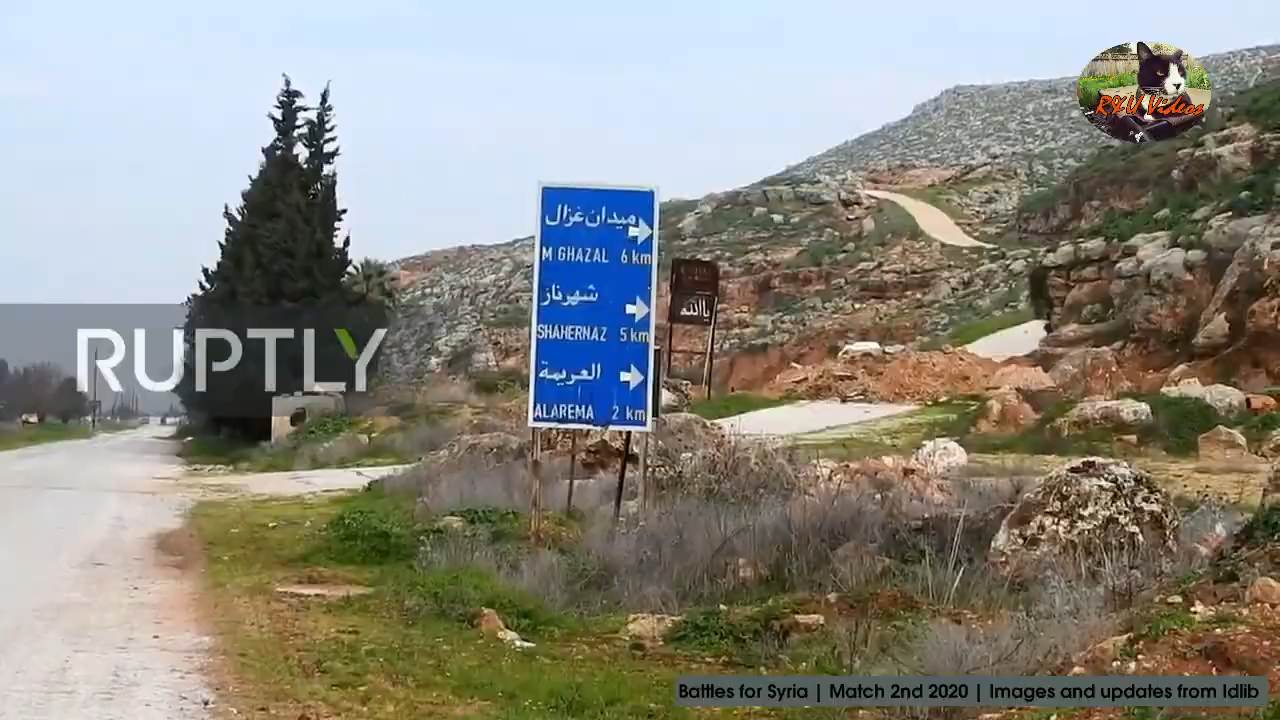 R&U Videos
ميدان غزال
M GHAZAL 6 km
شهرناز
SHAHERNAZ 5 km
العريمة
ALAREMA 2 km
ياالله
RUPTLY
Battles for Syria | Match 2nd 2020 | Images and updates from Idlib